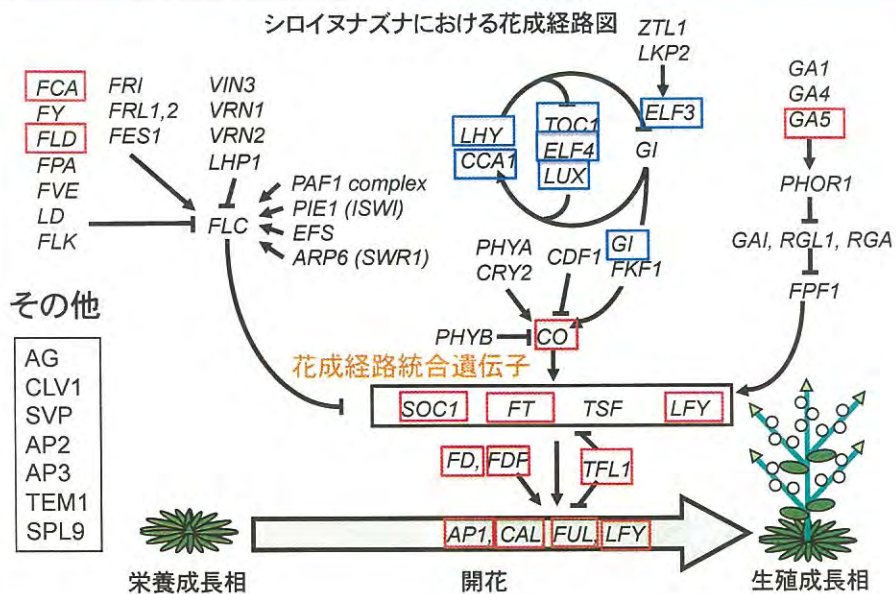 シロイヌナズナにおける花成経路図
FCA
FY
FLD
FPA
FVE
LD
FLK
FRI
FRL1,2
FES1
VIN3
VRN1
VRN2
LHP1
FLC
PAF1 complex
PIE1 (ISWI)
EFS
ARP6 (SWR1)
LHY
CCA1
TOC1
ELF4
LUX
ZTL1
LKP2
ELF3
GI
GI
FKF1
PHYA
CRY2
CDF1
PHYB
CO
GA1
GA4
GA5
PHOR1
GAI, RGL1, RGA
FPF1
その他
AG
CLV1
SVP
AP2
AP3
TEM1
SPL9
花成経路統合遺伝子
SOC1 FT TSF LFY
FD, FDP
TFL1
AP1, CAL FUL, LFY
栄養成長相
開花
生殖成長相